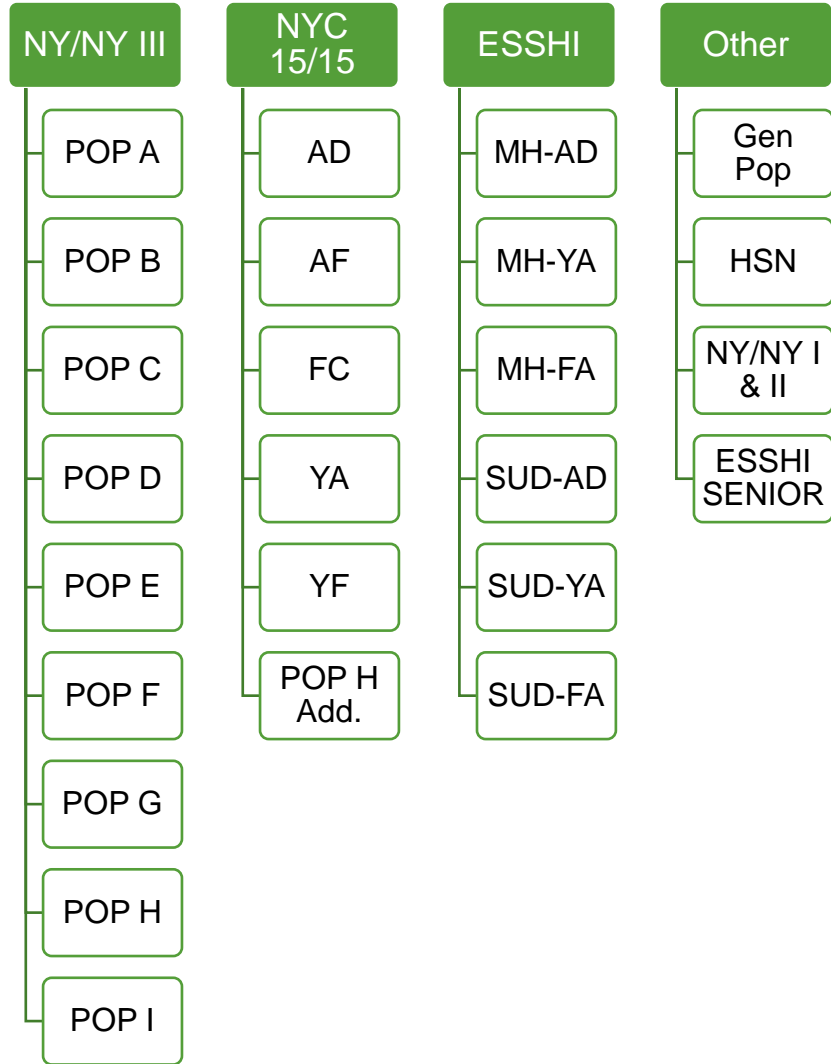 NY/NY III
POP A
POP B
POP C
POP D
POP E
POP F
POP G
POP H
POP I
NYC
15/15
AD
AF
FC
YA
YF
POP H
Add.
ESSHI
MH-AD
MH-YA
MH-FA
SUD-AD
SUD-YA
SUD-FA
Other
Gen
Pop
HSN
NY/NY I
& II
ESSHI
SENIOR